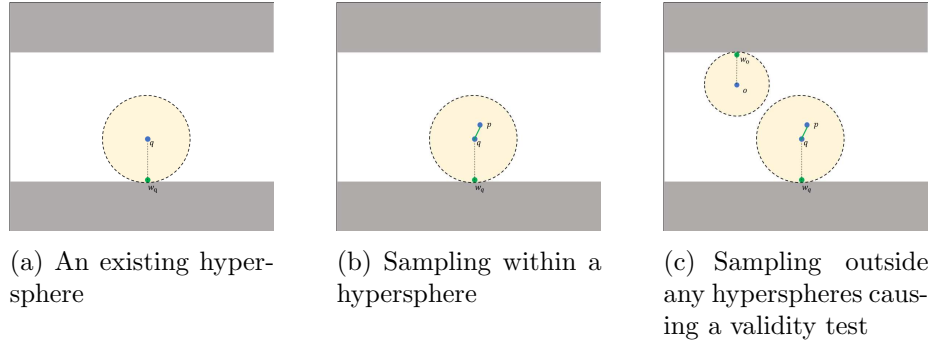 q
w_q
p
q
w_q
w_o
o
p
q
w_q
(a) An existing hyper-
sphere
(b) Sampling within a
hypersphere
(c) Sampling outside
any hyperspheres caus-
ing a validity test